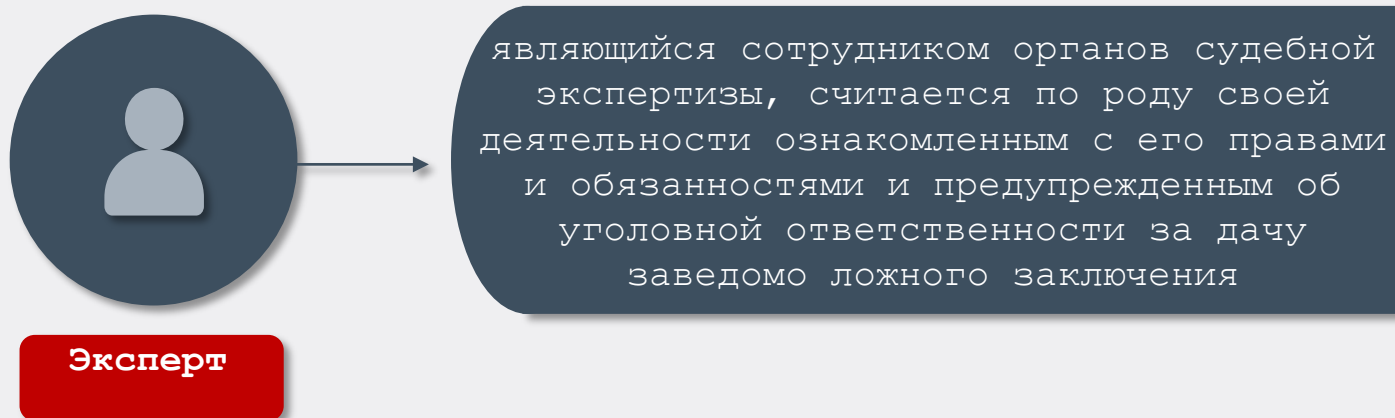 являющийся сотрудником органов судебной
экспертизы, считается по роду своей
деятельности ознакомленным с его правами
и обязанностями и предупрежденным об
уголовной ответственности за дачу
заведомо ложного заключения
Эксперт